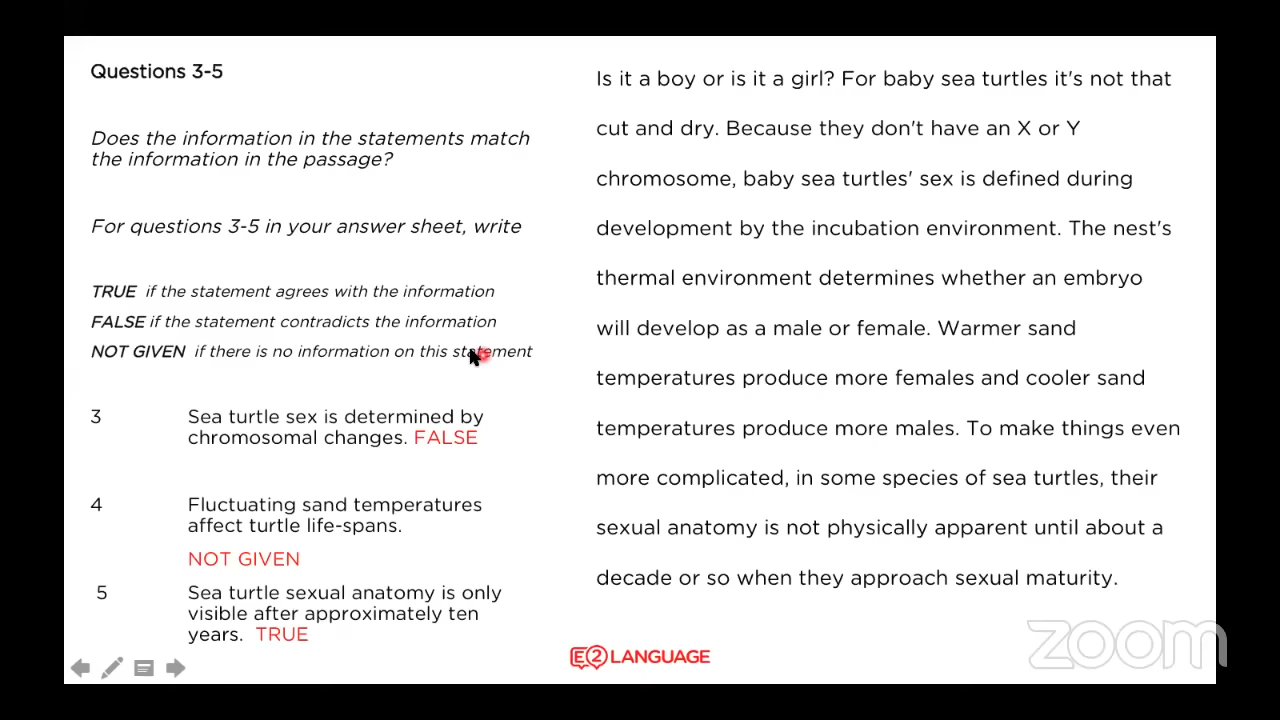 Questions 3-5
Does the information in the statements match
the information in the passage?
For questions 3-5 in your answer sheet, write
TRUE if the statement agrees with the information
FALSE if the statement contradicts the information
NOT GIVEN if there is no information on this statement
3 Sea turtle sex is determined by
chromosomal changes. FALSE
4 Fluctuating sand temperatures
affect turtle life-spans.
NOT GIVEN
5 Sea turtle sexual anatomy is only
visible after approximately ten
years. TRUE
Is it a boy or is it a girl? For baby sea turtles it's not that
cut and dry. Because they don't have an X or Y
chromosome, baby sea turtles' sex is defined during
development by the incubation environment. The nest's
thermal environment determines whether an embryo
will develop as a male or female. Warmer sand
temperatures produce more females and cooler sand
temperatures produce more males. To make things even
more complicated, in some species of sea turtles, their
sexual anatomy is not physically apparent until about a
decade or so when they approach sexual maturity.
E2 LANGUAGE
zoom